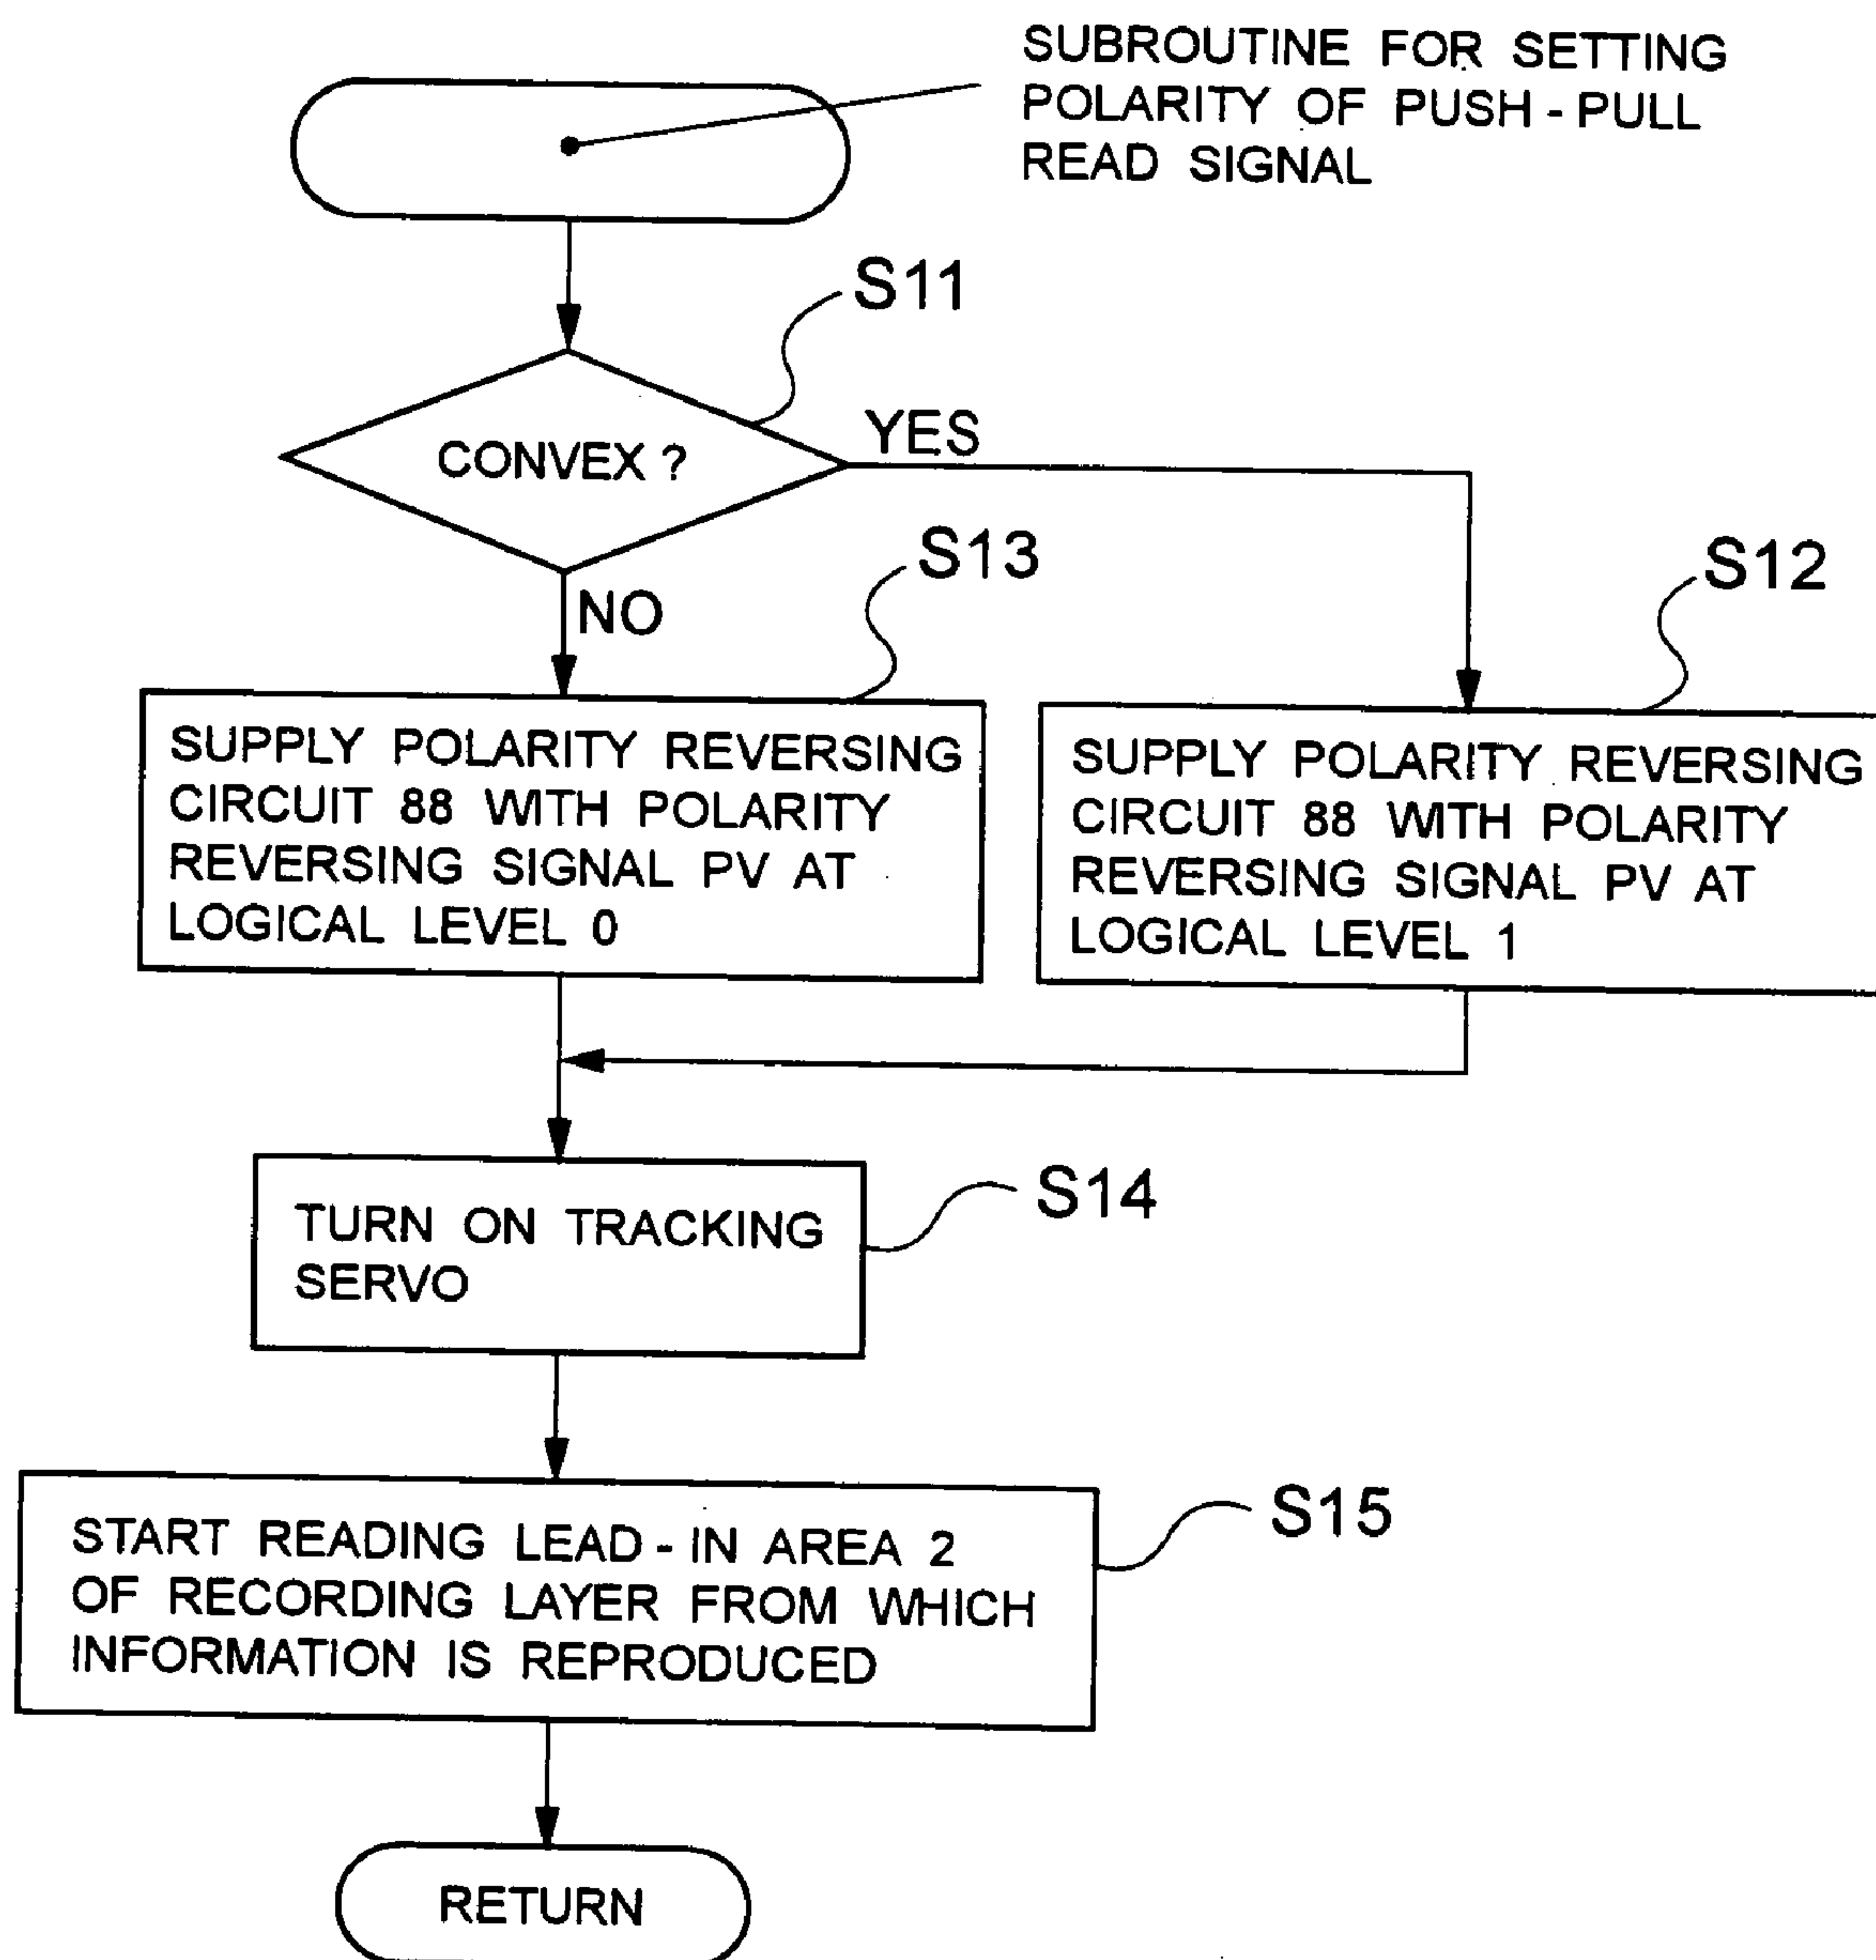 SUBROUTINE FOR SETTING
POLARITY OF PUSH - PULL
READ SIGNAL
S11
CONVEX ?
YES
NO
S13
SUPPLY POLARITY REVERSING
CIRCUIT 88 WITH POLARITY
REVERSING SIGNAL PV AT
LOGICAL LEVEL 0
S12
SUPPLY POLARITY REVERSING
CIRCUIT 88 WITH POLARITY
REVERSING SIGNAL PV AT
LOGICAL LEVEL 1
TURN ON TRACKING
SERVO
S14
START READING LEAD - IN AREA 2
OF RECORDING LAYER FROM WHICH
INFORMATION IS REPRODUCED
S15
RETURN